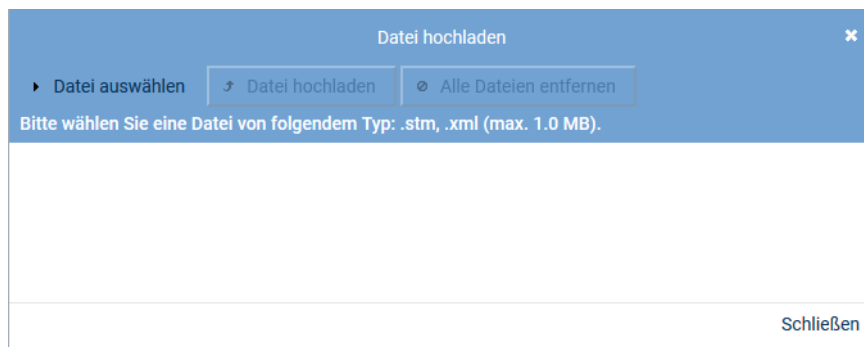 Datei hochladen
Datei auswählen Datei hochladen Alle Dateien entfernen
Bitte wählen Sie eine Datei von folgendem Typ: .stm, .xml (max. 1.0 MB).
Schließen